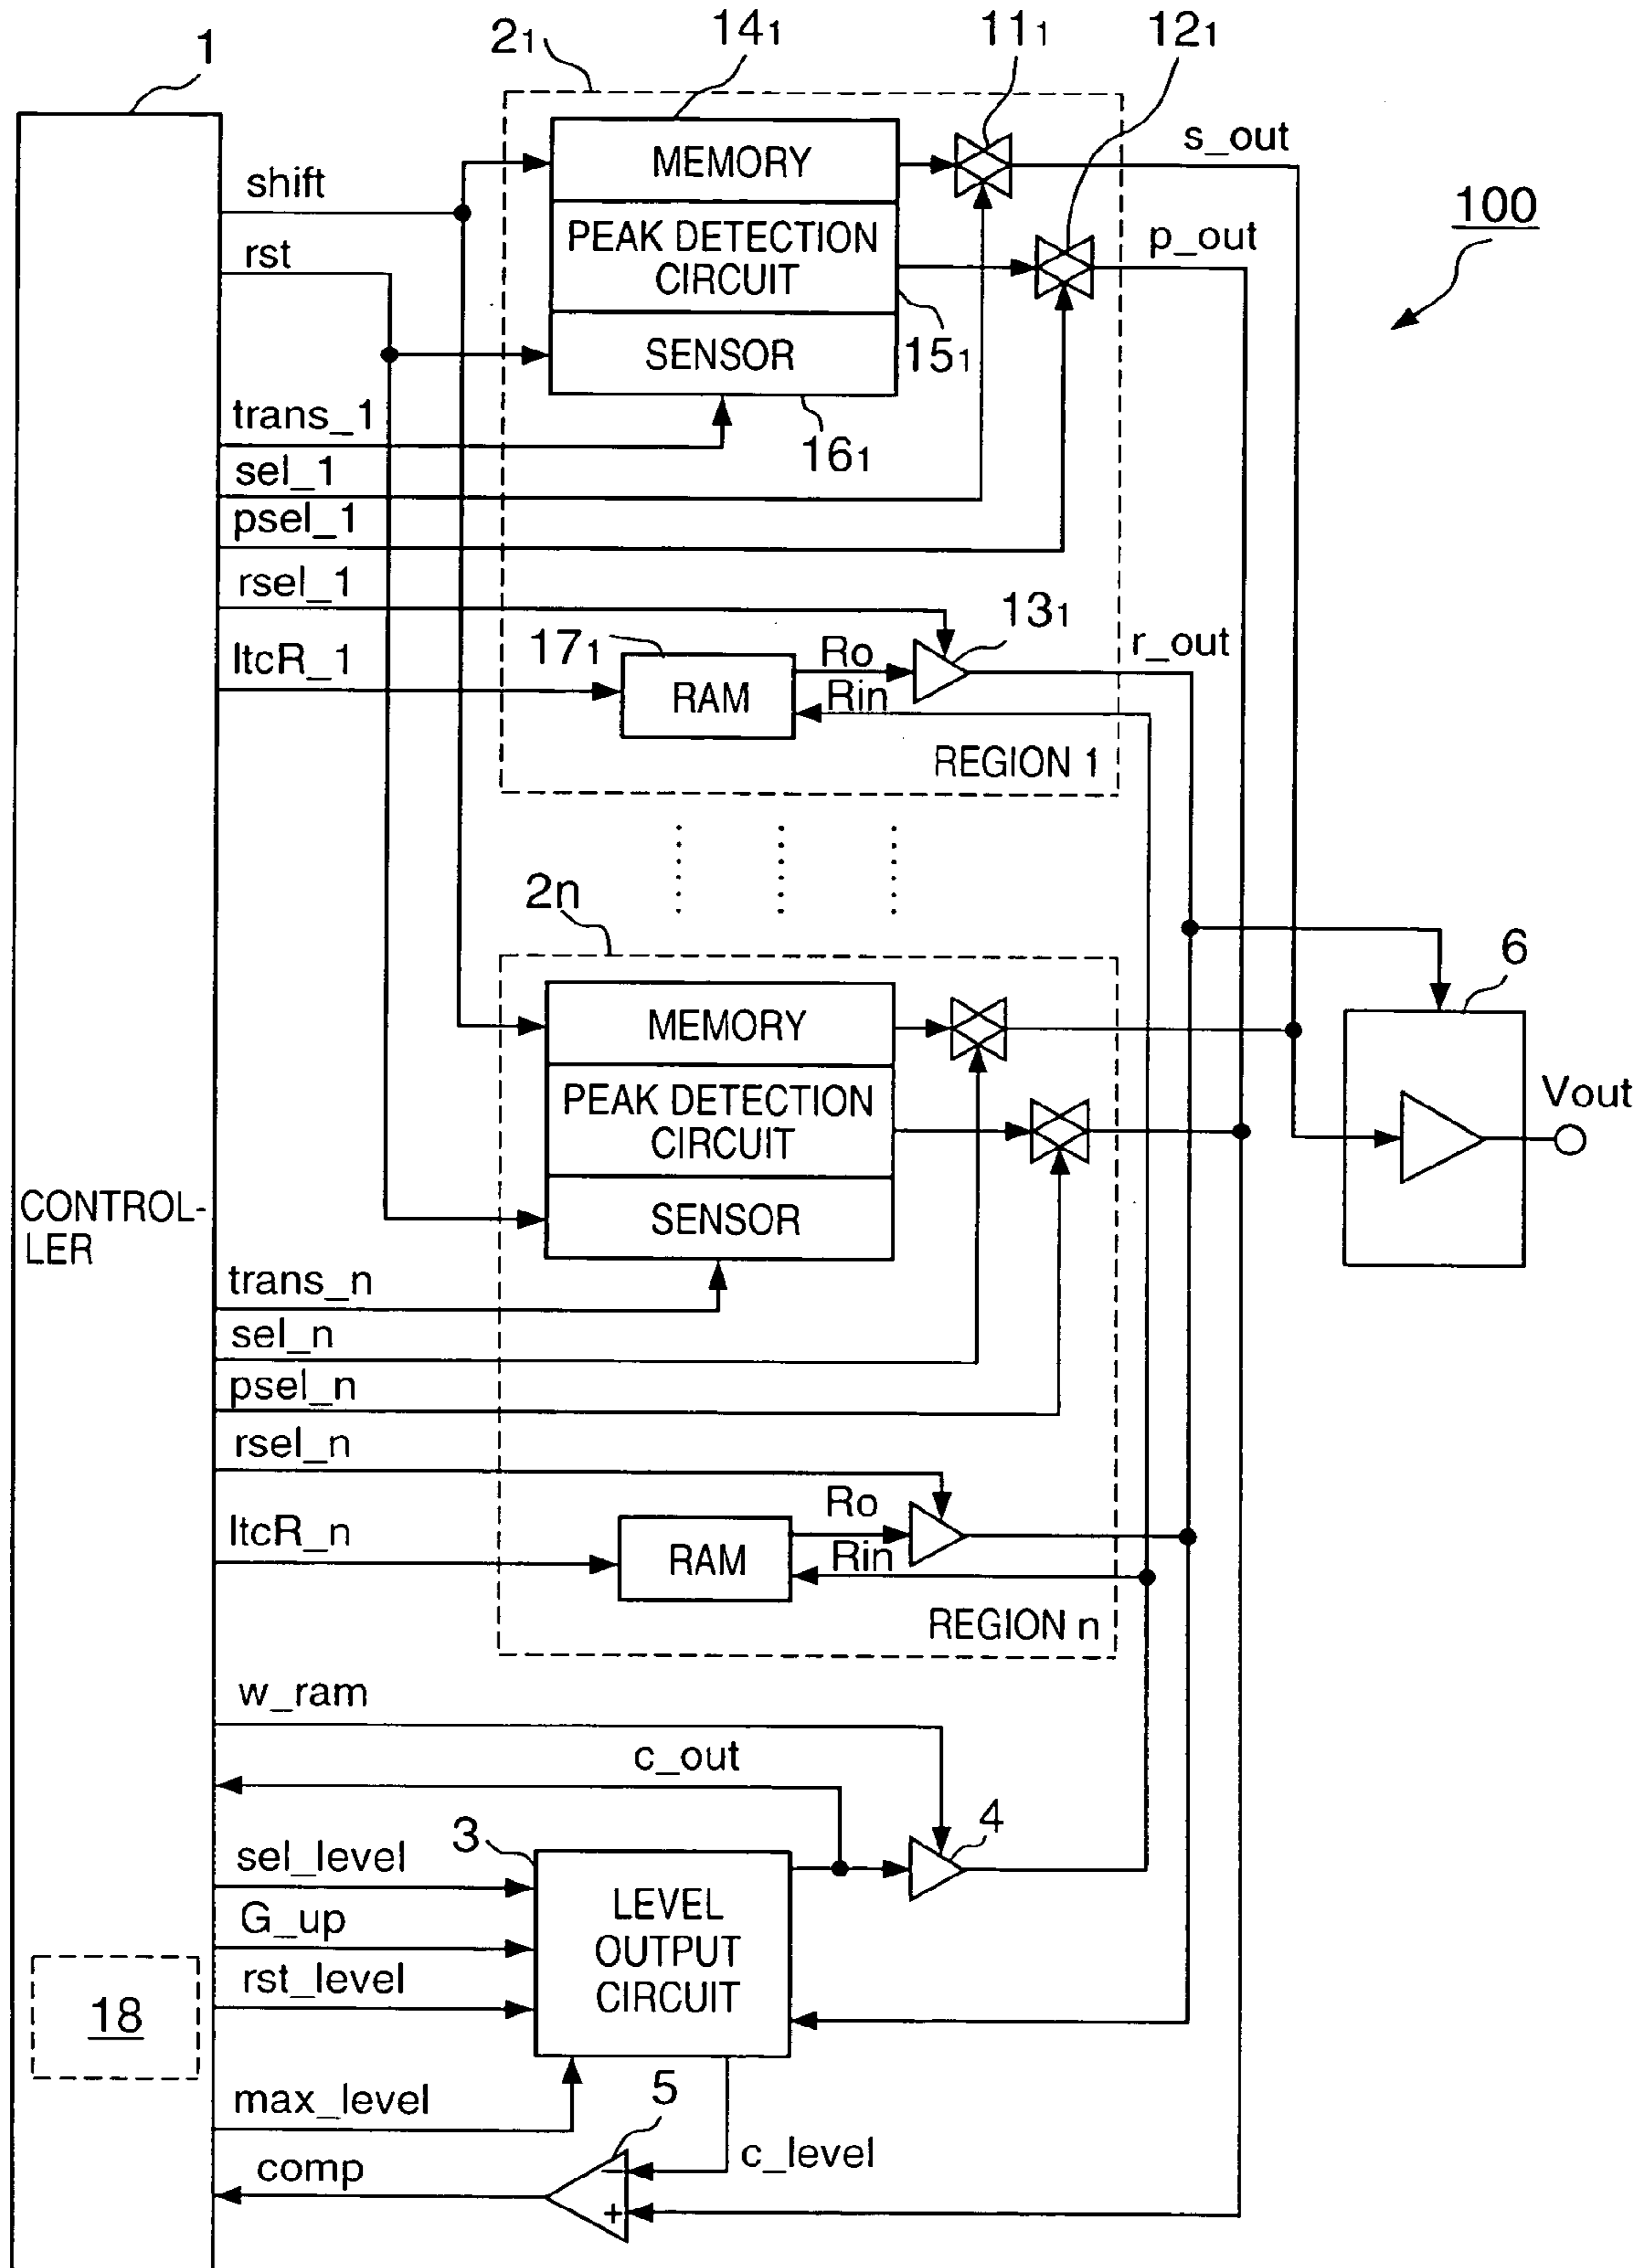 1
2₁
14₁
11₁
12₁
100
shift
MEMORY
s_out
rst
PEAK DETECTION
CIRCUIT
p_out
15₁
SENSOR
trans_1
16₁
sel_1
psel_1
rsel_1
13₁
17₁
ltcR_1
RAM
Ro
Rin
r_out
REGION 1
2n
6
MEMORY
PEAK DETECTION
CIRCUIT
Vout
SENSOR
CONTROL-
LER
trans_n
sel_n
psel_n
rsel_n
ltcR_n
RAM
Ro
Rin
REGION n
w_ram
c_out
3
4
sel_level
G_up
rst_level
LEVEL
OUTPUT
CIRCUIT
18
max_level
5
c_level
comp
−
+